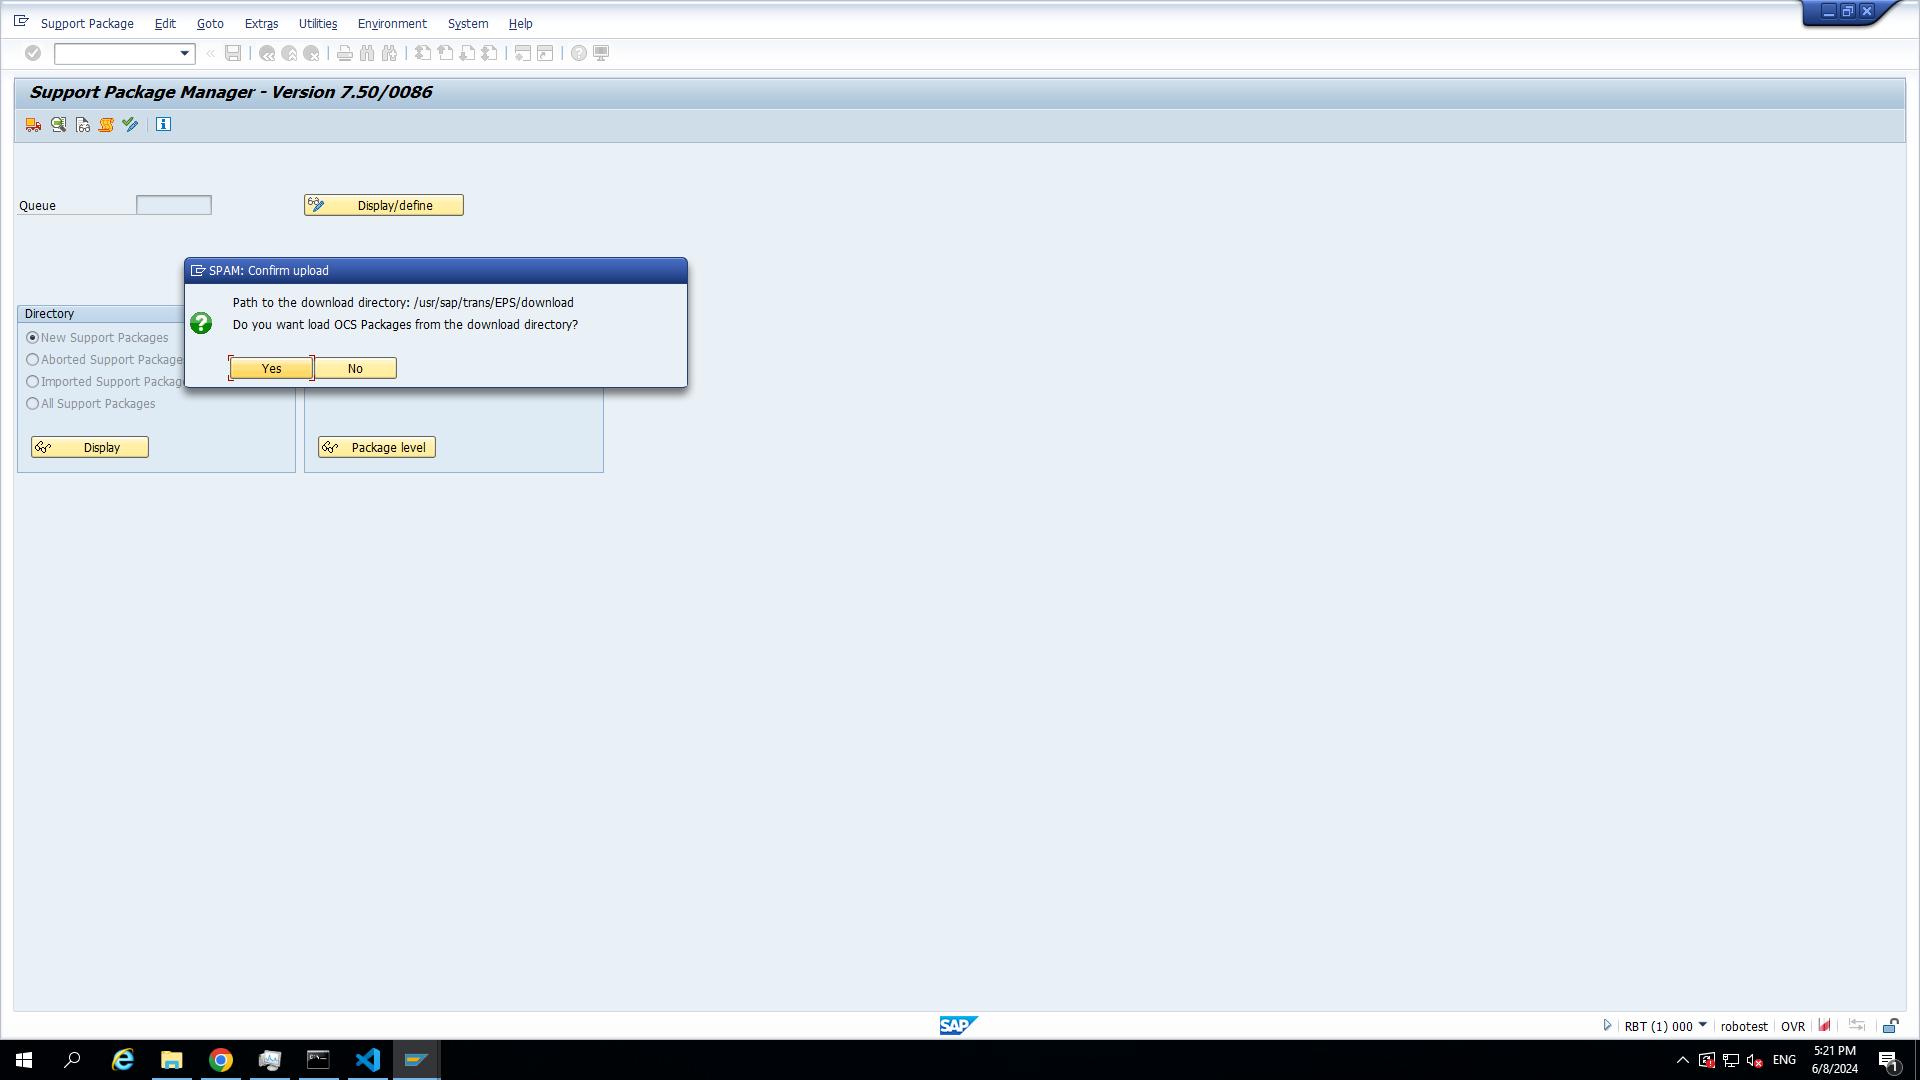 Support Package Edit Goto Extras Utilities Environment System Help
Support Package Manager - Version 7.50/0086
Queue
Display/define
SPAM: Confirm upload
Path to the download directory: /usr/sap/trans/EPS/download
Do you want load OCS Packages from the download directory?
Yes No
Directory
New Support Packages
Aborted Support Package
Imported Support Packag
All Support Packages
Display
Package level
SAP
RBT (1) 000 robotest OVR
ENG
5:21 PM
6/8/2024
1